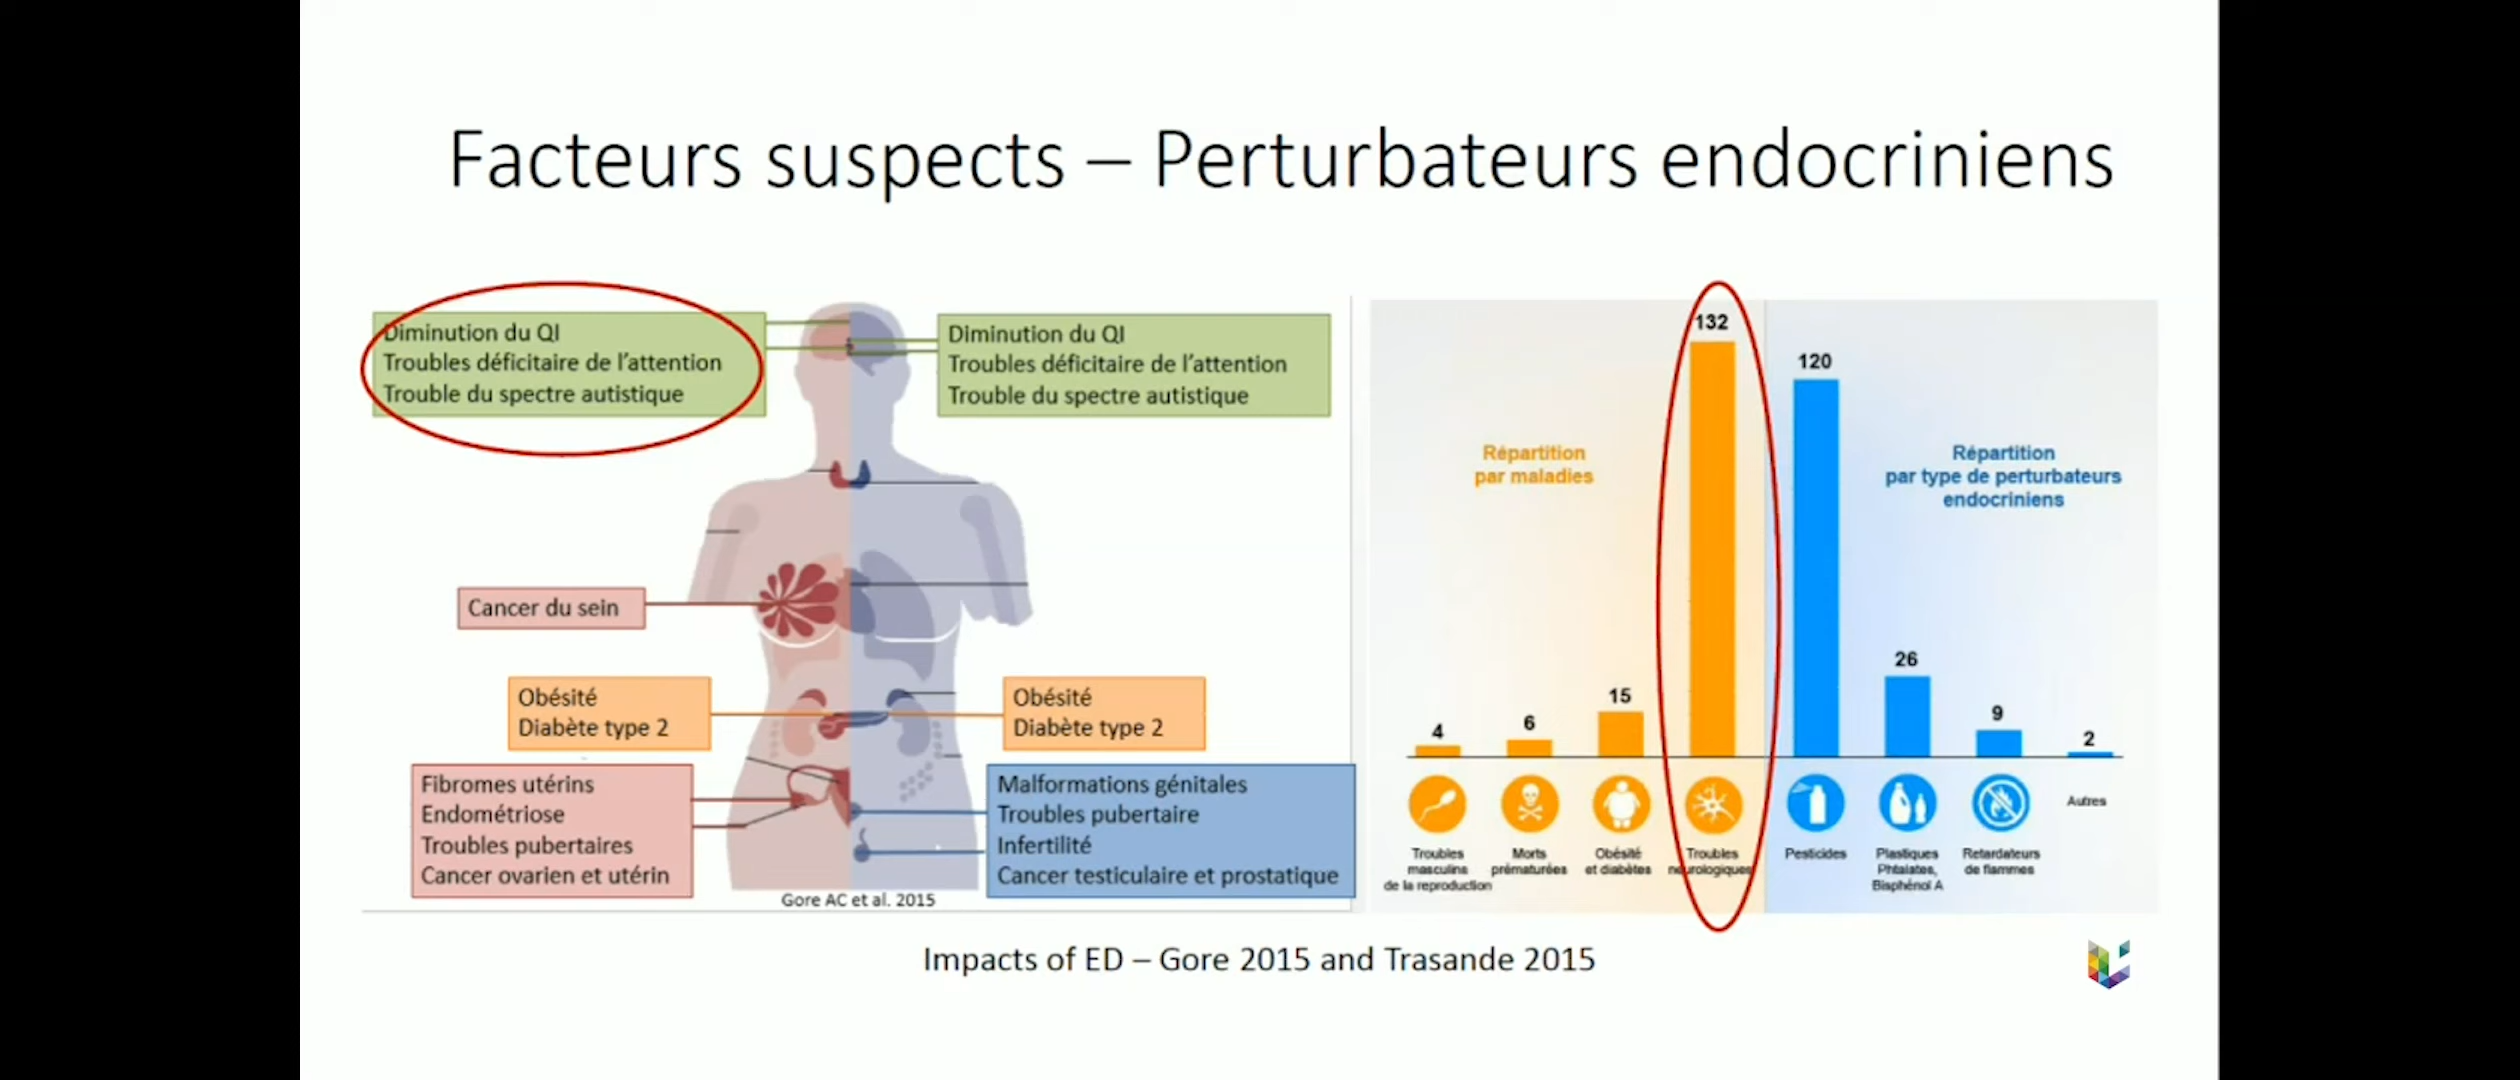 Facteurs suspects – Perturbateurs endocriniens
Diminution du QI
Troubles déficitaire de l'attention
Trouble du spectre autistique
Diminution du QI
Troubles déficitaire de l'attention
Trouble du spectre autistique
Cancer du sein
Obésité
Diabète type 2
Obésité
Diabète type 2
Fibromes utérins
Endométriose
Troubles pubertaires
Cancer ovarien et utérin
Malformations génitales
Troubles pubertaire
Infertilité
Cancer testiculaire et prostatique
Gore AC et al. 2015
Répartition
par maladies
4
6
15
132
Troubles
masculins
de la reproduction
Morts
prématurées
Obésité
et diabètes
Troubles
neurologiques
Répartition
par type de perturbateurs
endocriniens
120
26
9
2
Pesticides
Plastiques
Phtalates,
Bisphénol A
Retardateurs
de flammes
Autres
Impacts of ED – Gore 2015 and Trasande 2015